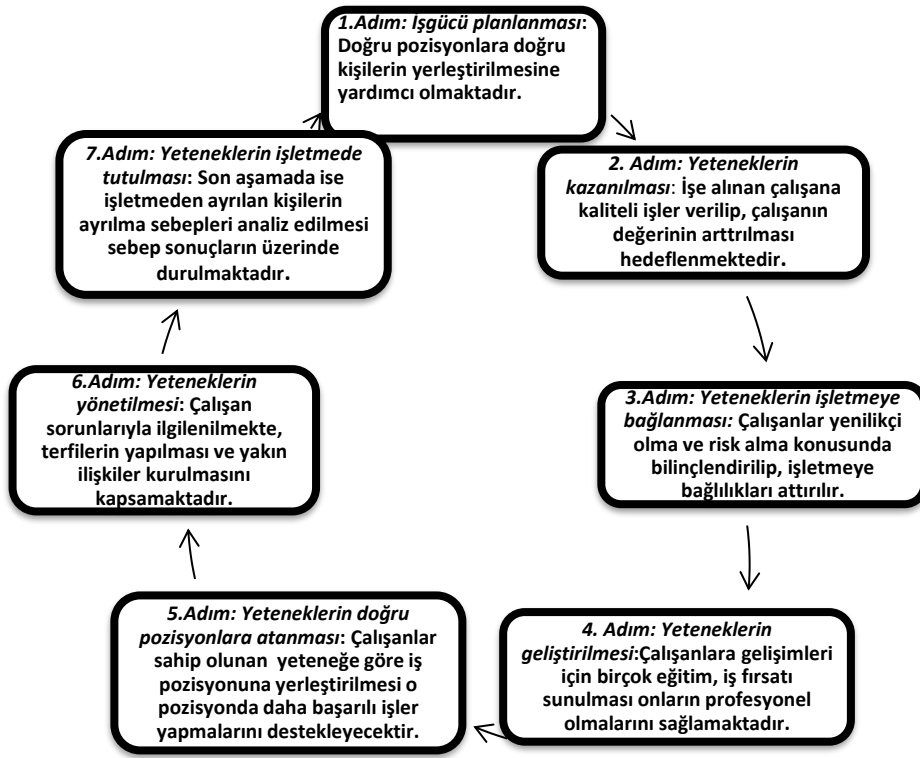 1.Adım: İşgücü planlanması:
Doğru pozisyonlara doğru
kişilerin yerleştirilmesine
yardımcı olmaktadır.
2. Adım: Yeteneklerin
kazanılması: İşe alınan çalışana
kaliteli işler verilip, çalışanın
değerinin arttrılması
hedeflenmektedir.
3.Adım: Yeteneklerin işletmeye
bağlanması: Çalışanlar yenilikçi
olma ve risk alma konusunda
bilinçlendirilip, işletmeye
bağlılıkları attırılır.
4. Adım: Yeteneklerin
geliştirilmesi:Çalışanlara gelişimleri
için birçok eğitim, iş fırsatı
sunulması onların profesyonel
olmalarını sağlamaktadır.
5.Adım: Yeteneklerin doğru
pozisyonlara atanması: Çalışanlar
sahip olunan yeteneğe göre iş
pozisyonuna yerleştirilmesi o
pozisyonda daha başarılı işler
yapmalarını destekleyecektir.
6.Adım: Yeteneklerin
yönetilmesi: Çalışan
sorunlarıyla ilgilenilmekte,
terfilerin yapılması ve yakın
ilişkiler kurulmasını
kapsamaktadır.
7.Adım: Yeteneklerin işletmede
tutulması: Son aşamada ise
işletmeden ayrılan kişilerin
ayrılma sebepleri analiz edilmesi
sebep sonuçların üzerinde
durulmaktadır.